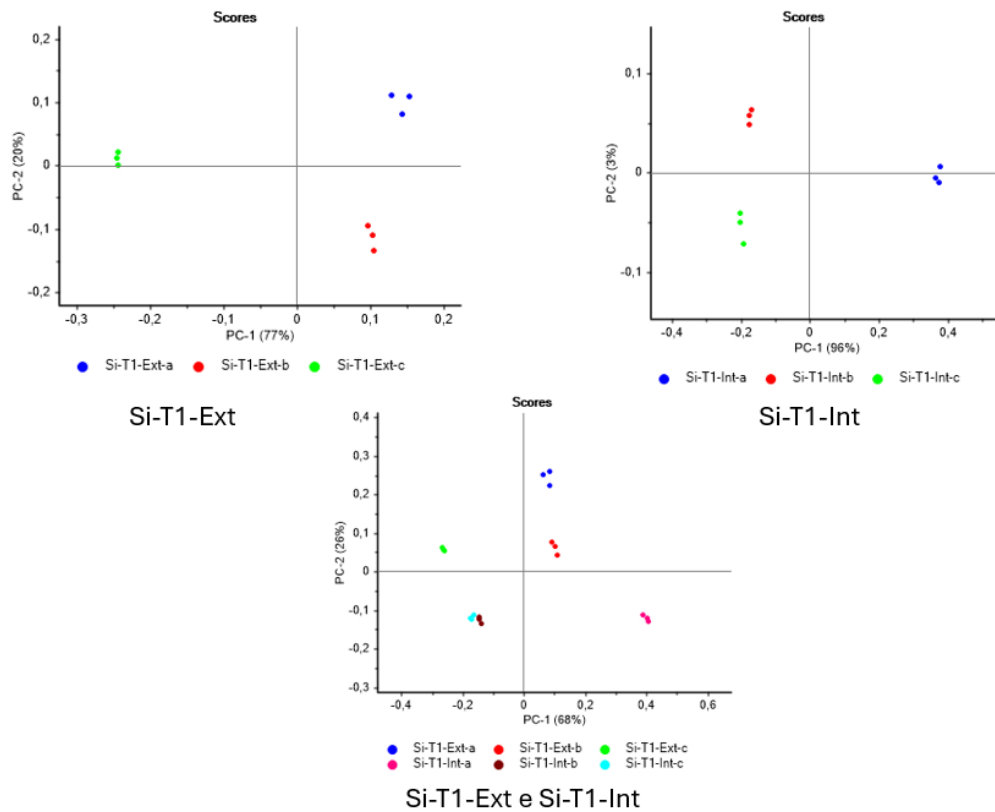 Scores
0,2
0,1
0
-0,1
-0,2
PC-2 (20%)
-0,3 -0,2 -0,1 0 0,1 0,2
PC-1 (77%)
Si-T1-Ext-a Si-T1-Ext-b Si-T1-Ext-c
Si-T1-Ext
Scores
0,1
0
-0,1
PC-2 (3%)
-0,4 -0,2 0 0,2 0,4
PC-1 (96%)
Si-T1-Int-a Si-T1-Int-b Si-T1-Int-c
Si-T1-Int
Scores
0,4
0,3
0,2
0,1
0
-0,1
-0,2
-0,3
PC-2 (26%)
-0,4 -0,2 0 0,2 0,4 0,6
PC-1 (68%)
Si-T1-Ext-a Si-T1-Ext-b Si-T1-Ext-c
Si-T1-Int-a Si-T1-Int-b Si-T1-Int-c
Si-T1-Ext e Si-T1-Int